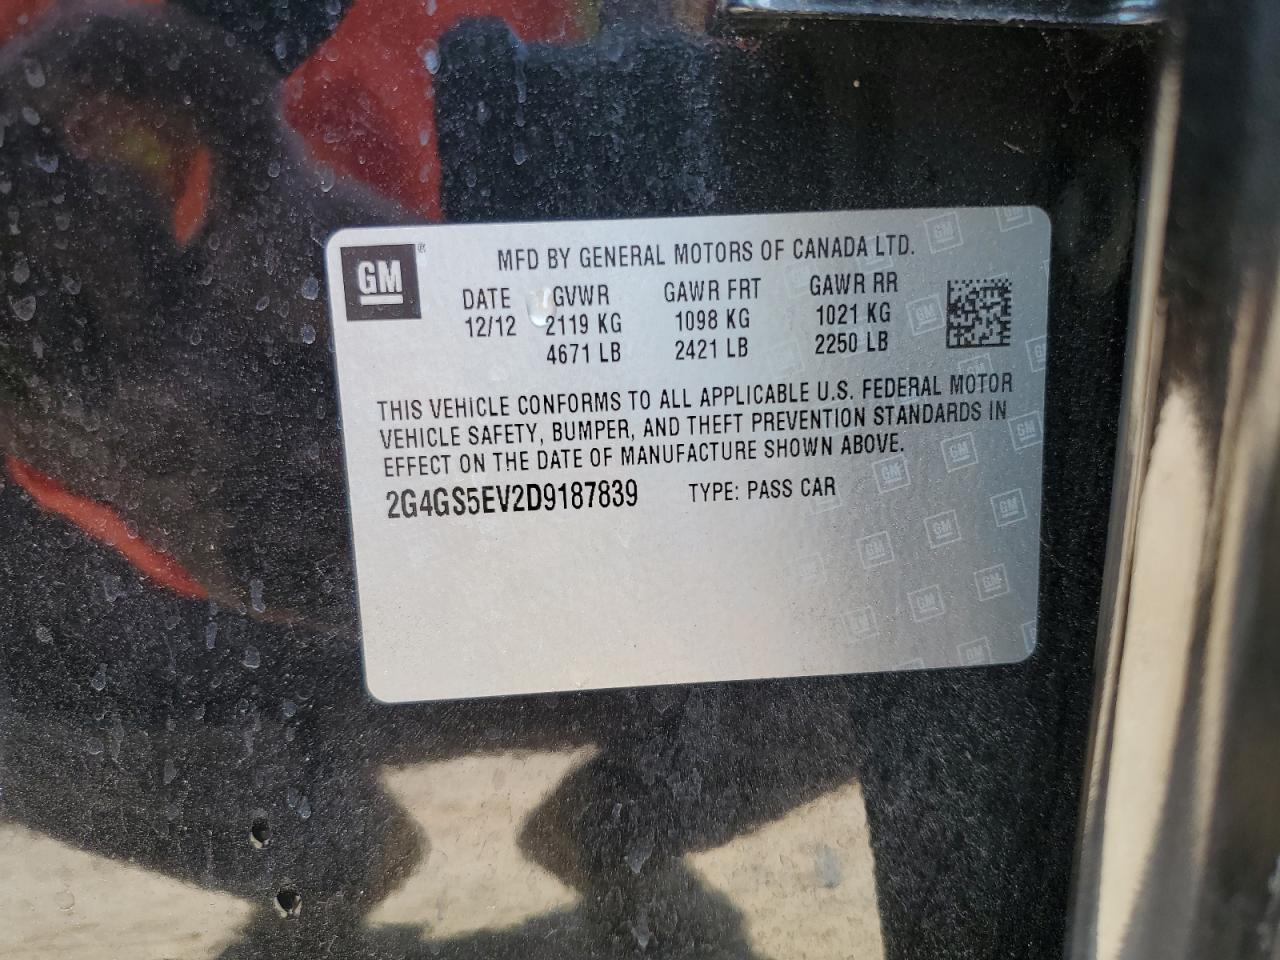 GM ®
MFD BY GENERAL MOTORS OF CANADA LTD.
DATE GVWR GAWR FRT GAWR RR
12/12 2119 KG 1098 KG 1021 KG
4671 LB 2421 LB 2250 LB
THIS VEHICLE CONFORMS TO ALL APPLICABLE U.S. FEDERAL MOTOR
VEHICLE SAFETY, BUMPER, AND THEFT PREVENTION STANDARDS IN
EFFECT ON THE DATE OF MANUFACTURE SHOWN ABOVE.
2G4GS5EV2D9187839 TYPE: PASS CAR